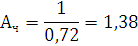 Aч = 1/0,72 = 1,38